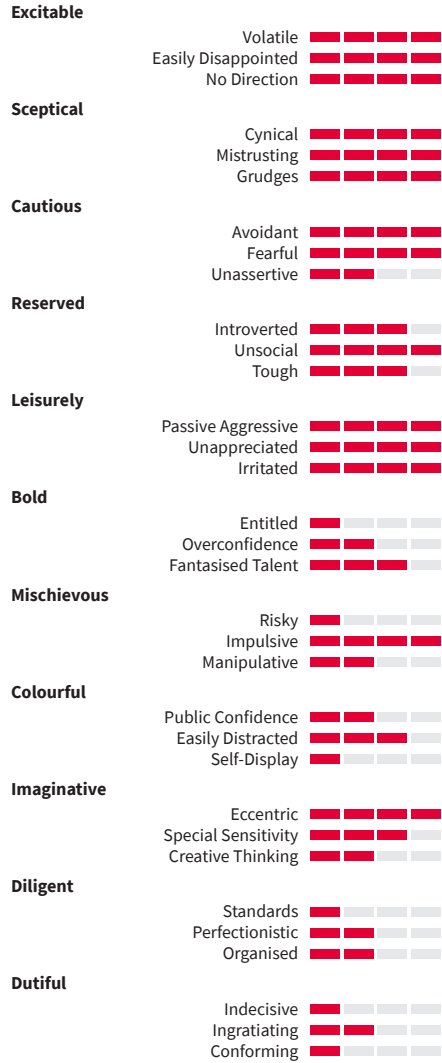 Excitable
Volatile
Easily Disappointed
No Direction
Sceptical
Cynical
Mistrusting
Grudges
Cautious
Avoidant
Fearful
Unassertive
Reserved
Introverted
Unsocial
Tough
Leisurely
Passive Aggressive
Unappreciated
Irritated
Bold
Entitled
Overconfidence
Fantasised Talent
Mischievous
Risky
Impulsive
Manipulative
Colourful
Public Confidence
Easily Distracted
Self-Display
Imaginative
Eccentric
Special Sensitivity
Creative Thinking
Diligent
Standards
Perfectionistic
Organised
Dutiful
Indecisive
Ingratiating
Conforming